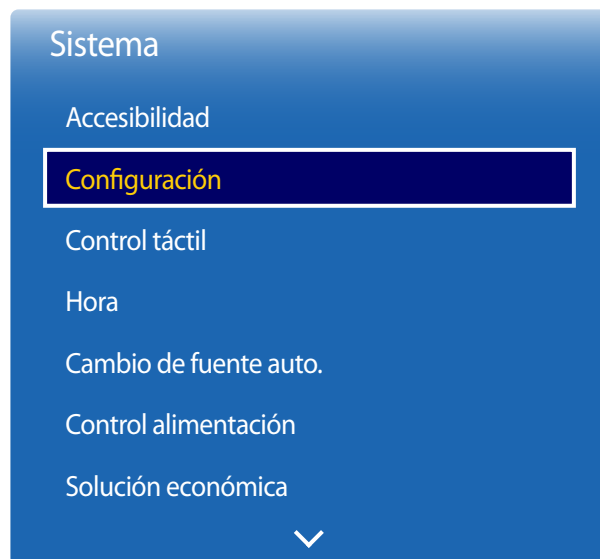 Sistema
Accesibilidad
Configuración
Control táctil
Hora
Cambio de fuente auto.
Control alimentación
Solución económica